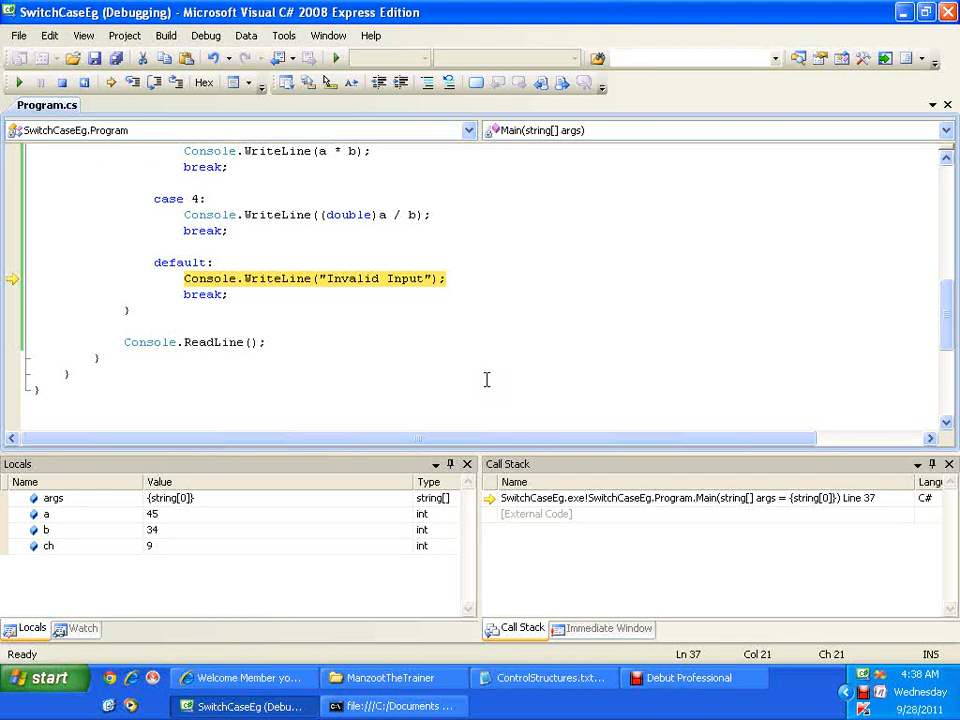 SwitchCaseEg (Debugging) - Microsoft Visual C# 2008 Express Edition
File Edit View Project Build Debug Data Tools Window Help
Hex
Program.cs
SwitchCaseEg.Program Main(string[] args)
Console.WriteLine(a * b);
break;
case 4:
Console.WriteLine((double)a / b);
break;
default:
Console.WriteLine("Invalid Input");
break;
}
Console.ReadLine();
}
}
}
Locals
Name Value Type
args {string[0]} string[]
a 45 int
b 34 int
ch 9 int
Locals Watch
Call Stack
Name Langu
SwitchCaseEg.exe!SwitchCaseEg.Program.Main(string[] args = {string[0]}) Line 37 C#
[External Code]
Call Stack Immediate Window
Ready Ln 37 Col 21 Ch 21 INS
start Welcome Member yo... ManzootTheTrainer ControlStructures.txt... Debut Professional 4:38 AM
Wednesday
SwitchCaseEg (Debu... file:///C:/Documents ... 9/28/2011